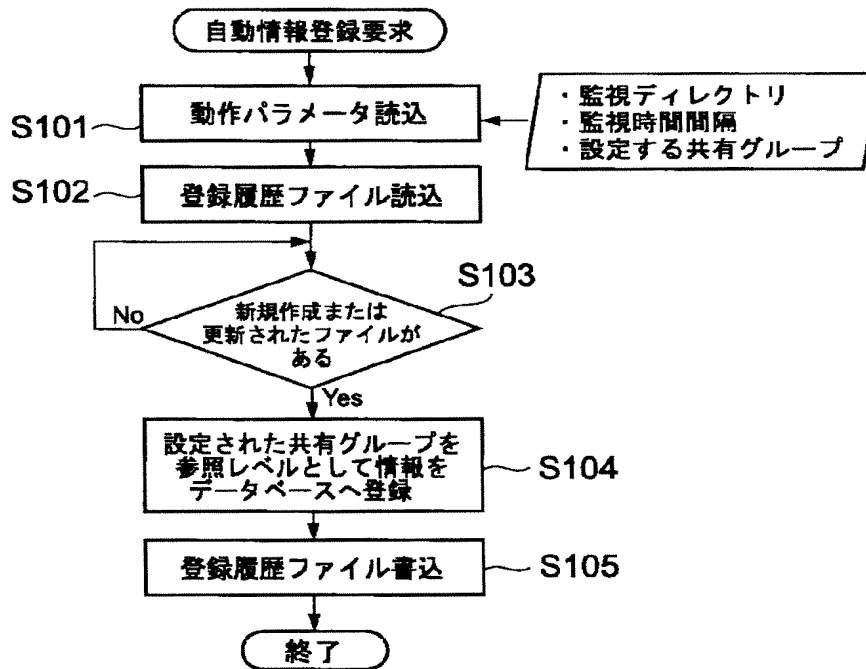 自動情報登録要求
S101
動作パラメータ読込
・監視ディレクトリ
・監視時間間隔
・設定する共有グループ
S102
登録履歴ファイル読込
S103
No
新規作成または
更新されたファイルが
ある
Yes
設定された共有グループを
参照レベルとして情報を
データベースへ登録
S104
登録履歴ファイル書込
S105
終了